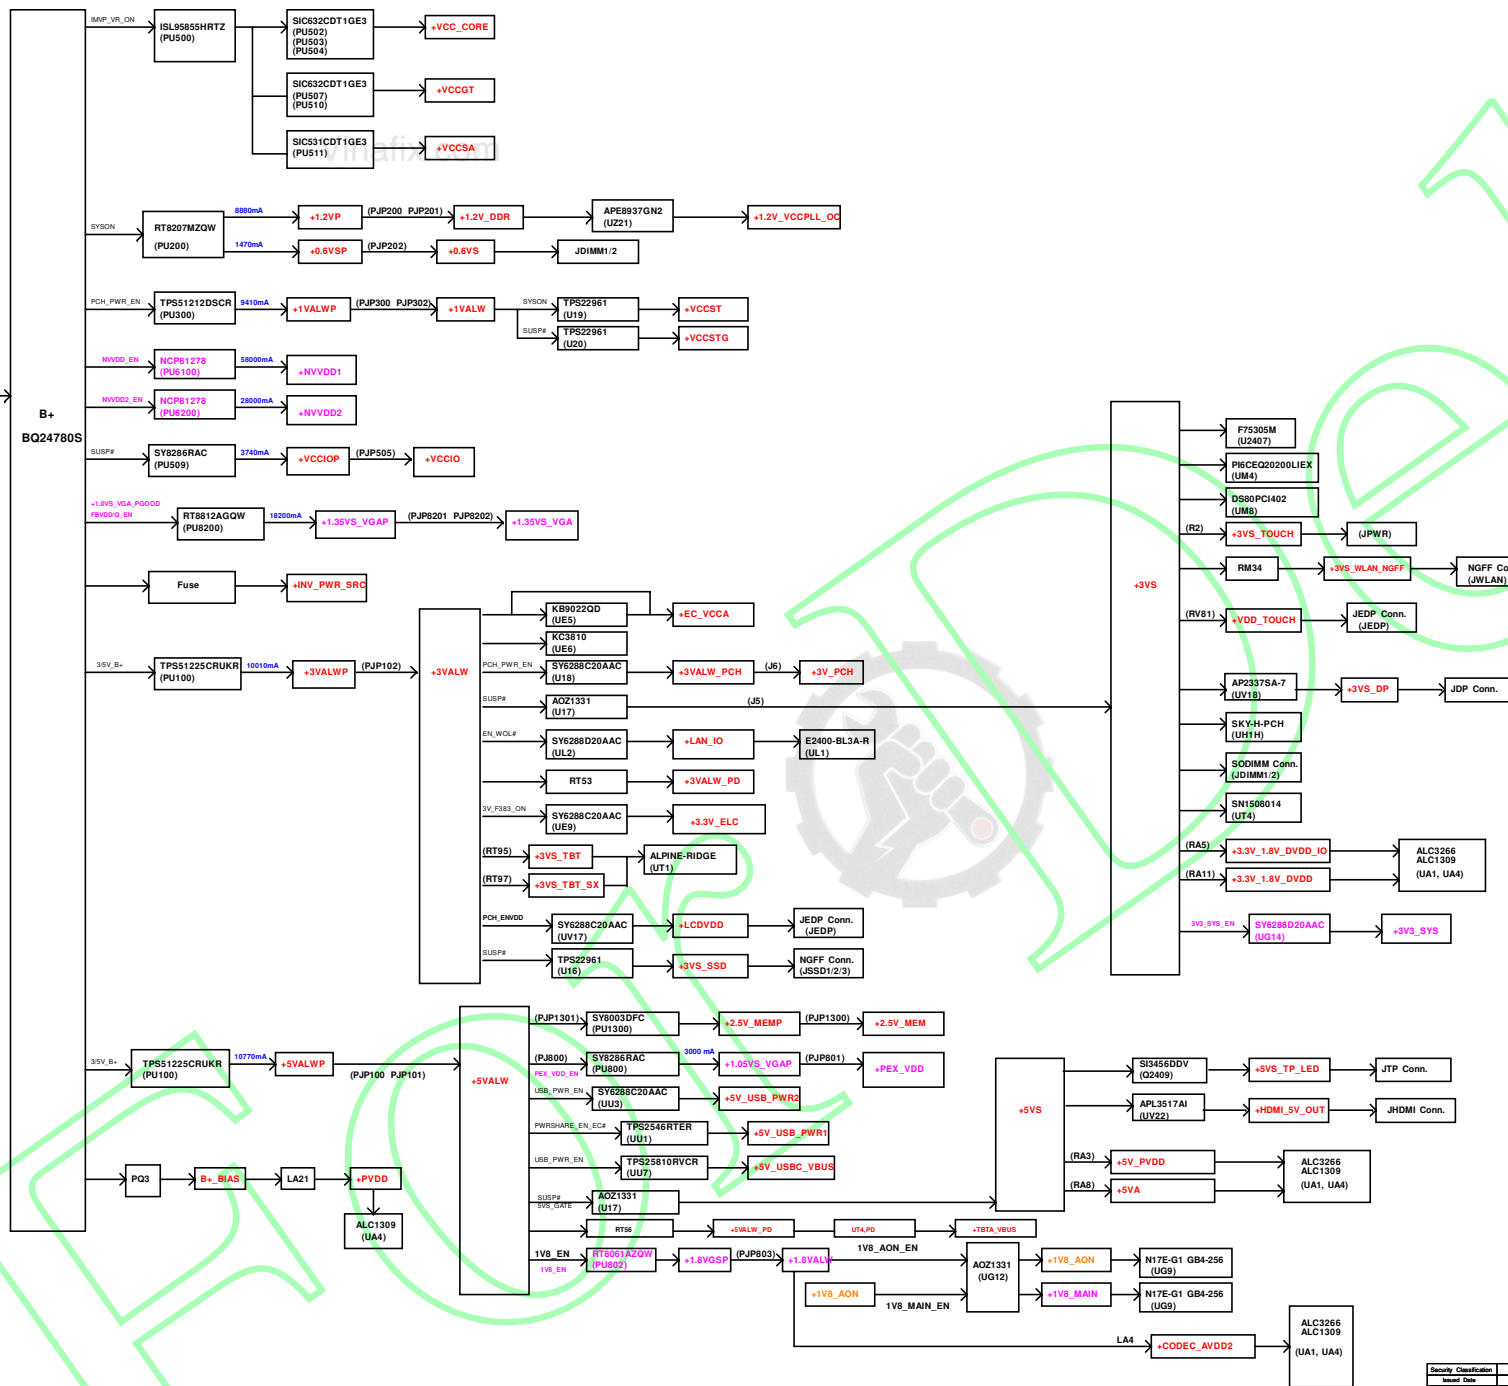 B+
BQ24780S
IMVP_VR_ON
ISL95855HRTZ
(PU500)
SIC632CDT1GE3
(PU502)
(PU503)
(PU504)
+VCC_CORE
SIC632CDT1GE3
(PU507)
(PU510)
+VCCGT
SIC531CDT1GE3
(PU511)
+VCCSA
Vinafix.com
SYSON
RT8207MZQW
(PU200)
8880mA
+1.2VP
(PJP200 PJP201)
+1.2V_DDR
APE8937GN2
(UZ21)
+1.2V_VCCPLL_OC
1470mA
+0.6VSP
(PJP202)
+0.6VS
JDIMM1/2
PCH_PWR_EN
TPS51212DSCR
(PU300)
9410mA
+1VALWP
(PJP300 PJP302)
+1VALW
SYSON
TPS22961
(U19)
+VCCST
SUSP#
TPS22961
(U20)
+VCCSTG
NVVDD_EN
NCP81278
(PU6100)
58000mA
+NVVDD1
NVVDD2_EN
NCP81278
(PU6200)
28000mA
+NVVDD2
SUSP#
SY8286RAC
(PU509)
3740mA
+VCCIOP
(PJP505)
+VCCIO
+1.0VS_VGA_PGOOD
FBVDD/Q_EN
RT8812AGQW
(PU8200)
18200mA
+1.35VS_VGAP
(PJP8201 PJP8202)
+1.35VS_VGA
Fuse
+INV_PWR_SRC
3/5V_B+
TPS51225CRUKR
(PU100)
10010mA
+3VALWP
(PJP102)
+3VALW
KB9022QD
(UE5)
+EC_VCCA
KC3810
(UE6)
PCH_PWR_EN
SY6288C20AAC
(U18)
+3VALW_PCH
(J6)
+3V_PCH
SUSP#
AOZ1331
(U17)
(J5)
EN_WOL#
SY6288D20AAC
(UL2)
+LAN_IO
E2400-BL3A-R
(UL1)
RT53
+3VALW_PD
3V_F383_ON
SY6288C20AAC
(UE9)
+3.3V_ELC
(RT95)
+3VS_TBT
ALPINE-RIDGE
(UT1)
(RT97)
+3VS_TBT_SX
PCH_ENVDD
SY6288C20AAC
(UV17)
+LCDVDD
JEDP Conn.
(JEDP)
SUSP#
TPS22961
(U16)
+3VS_SSD
NGFF Conn.
(JSSD1/2/3)
+3VS
F75305M
(U2407)
PI6CEQ20200LIEX
(UM4)
DS80PCI402
(UM8)
(R2)
+3VS_TOUCH
(JPWR)
RM34
+3VS_WLAN_NGFF
NGFF Co
(JWLAN)
(RV81)
+VDD_TOUCH
JEDP Conn.
(JEDP)
AP2337SA-7
(UV18)
+3VS_DP
JDP Conn.
SKY-H-PCH
(UH1H)
SODIMM Conn.
(JDIMM1/2)
SN1508014
(UT4)
(RA5)
+3.3V_1.8V_DVDD_IO
ALC3266
ALC1309
(UA1, UA4)
(RA11)
+3.3V_1.8V_DVDD
3V3_SYS_EN
SY6288D20AAC
(UG14)
+3V3_SYS
3/5V_B+
TPS51225CRUKR
(PU100)
10770mA
+5VALWP
(PJP100 PJP101)
+5VALW
(PJP1301)
SY8003DFC
(PU1300)
+2.5V_MEMP
(PJP1300)
+2.5V_MEM
(PJ800)
PEX_VDD_EN
SY8286RAC
(PU800)
3000 mA
+1.05VS_VGAP
(PJP801)
+PEX_VDD
USB_PWR_EN
SY6288C20AAC
(UU3)
+5V_USB_PWR2
PWRSHARE_EN_EC#
TPS2546RTER
(UU1)
+5V_USB_PWR1
USB_PWR_EN
TPS25810RVCR
(UU7)
+5V_USBC_VBUS
SUSP#
5VS_GATE
AOZ1331
(U17)
RT56
+5VALW_PD
UT4,PD
+TBTA_VBUS
1V8_EN
1V8_EN
RT8061AZQW
(PU802)
+1.8VGSP
(PJP803)
+1.8VALW
1V8_AON_EN
+1V8_AON
1V8_MAIN_EN
AOZ1331
(UG12)
+1V8_AON
N17E-G1 GB4-256
(UG9)
+1V8_MAIN
N17E-G1 GB4-256
(UG9)
LA4
+CODEC_AVDD2
ALC3266
ALC1309
(UA1, UA4)
+5VS
SI3456DDV
(Q2409)
+5VS_TP_LED
JTP Conn.
APL3517AI
(UV22)
+HDMI_5V_OUT
JHDMI Conn.
(RA3)
+5V_PVDD
ALC3266
ALC1309
(UA1, UA4)
(RA8)
+5VA
PQ3
B+_BIAS
LA21
+PVDD
ALC1309
(UA4)
For
De
Security Classification
Issued Date